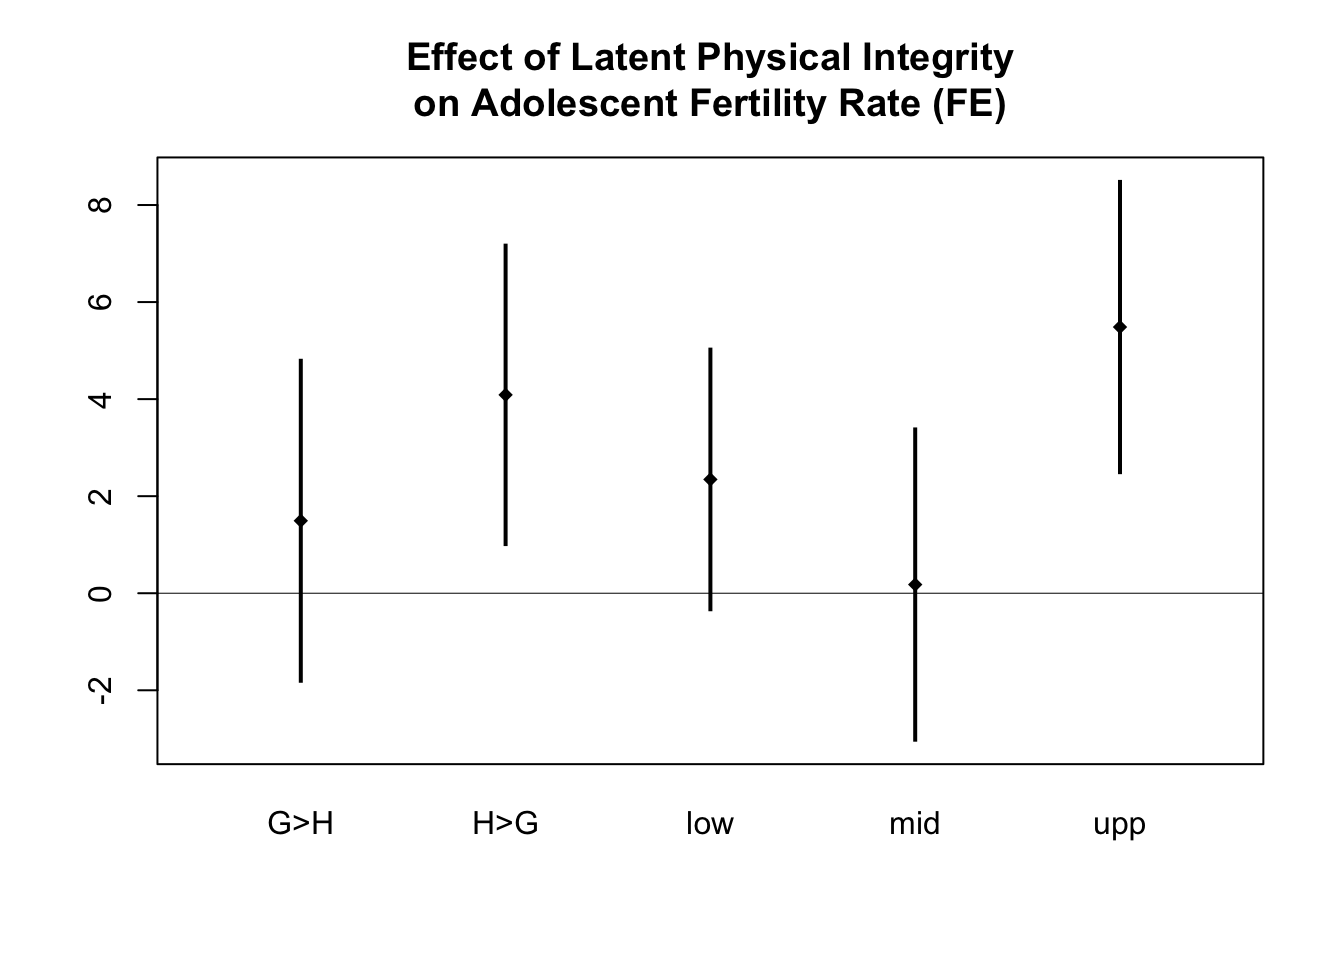 Effect of Latent Physical Integrity
on Adolescent Fertility Rate (FE)
8
6
4
2
0
-2
G>H H>G low mid upp